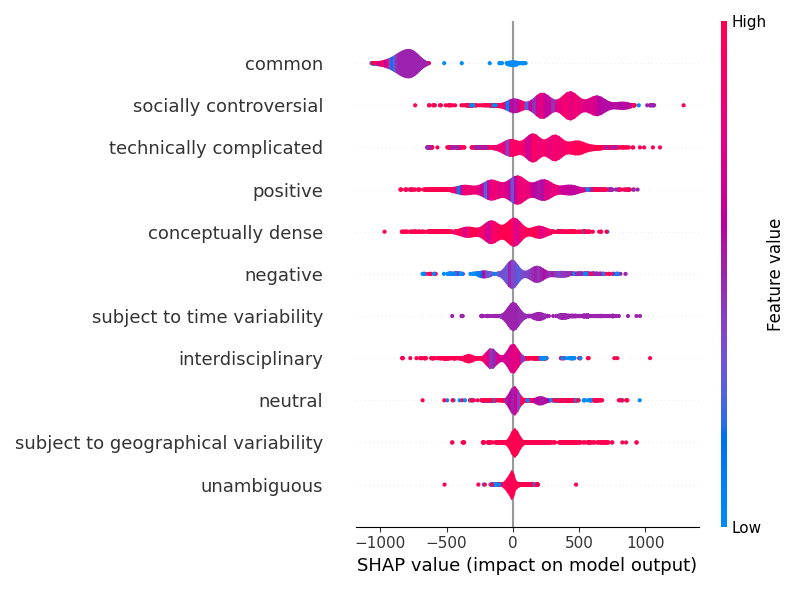 High
common
socially controversial
technically complicated
positive
conceptually dense
negative
subject to time variability
interdisciplinary
neutral
subject to geographical variability
unambiguous
Feature value
Low
−1000 −500 0 500 1000
SHAP value (impact on model output)